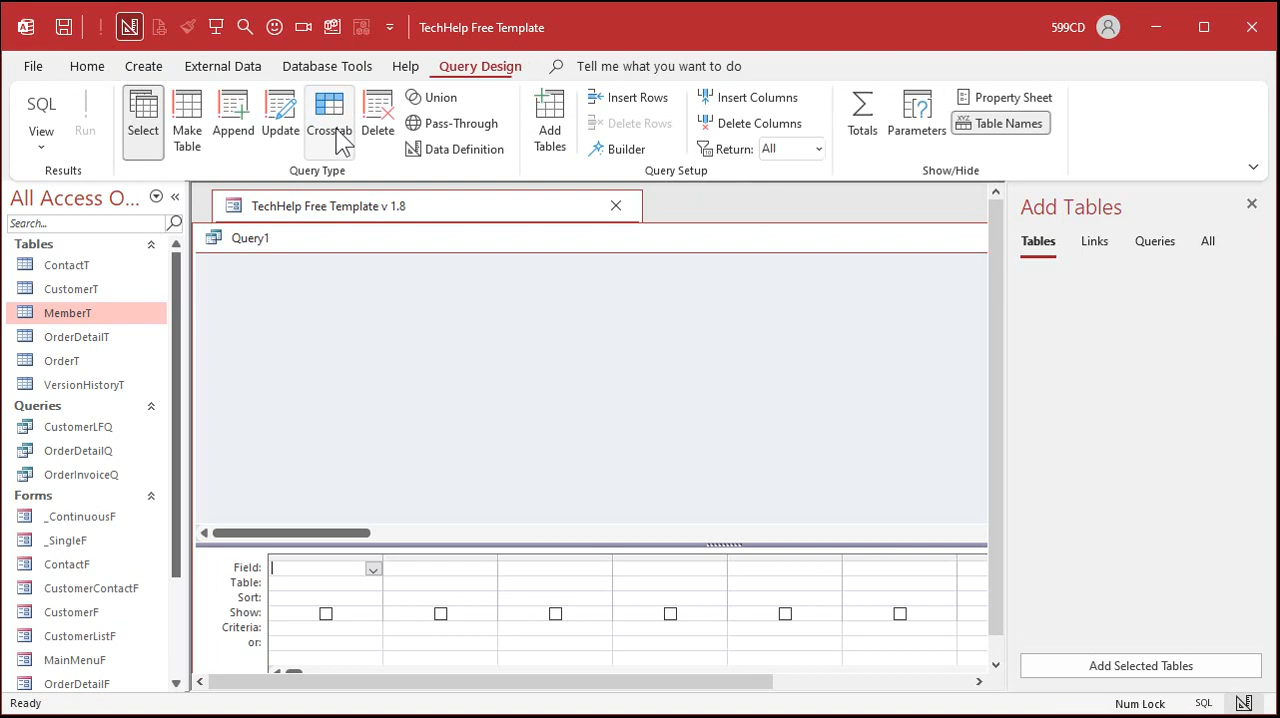 TechHelp Free Template
599CD
File
Home
Create
External Data
Database Tools
Help
Query Design
Tell me what you want to do
SQL
View
Run
Results
Select
Make
Table
Append
Update
Crosstab
Delete
Union
Pass-Through
Data Definition
Query Type
Add
Tables
Insert Rows
Delete Rows
Builder
Insert Columns
Delete Columns
Return:
All
Query Setup
Totals
Parameters
Property Sheet
Table Names
Show/Hide
All Access O...
Search...
Tables
ContactT
CustomerT
MemberT
OrderDetailT
OrderT
VersionHistoryT
Queries
CustomerLFQ
OrderDetailQ
OrderInvoiceQ
Forms
_ContinuousF
_SingleF
ContactF
CustomerContactF
CustomerF
CustomerListF
MainMenuF
OrderDetailF
TechHelp Free Template v 1.8
Query1
Field:
Table:
Sort:
Show:
Criteria:
or:
Add Tables
Tables
Links
Queries
All
Add Selected Tables
Ready
Num Lock
SQL